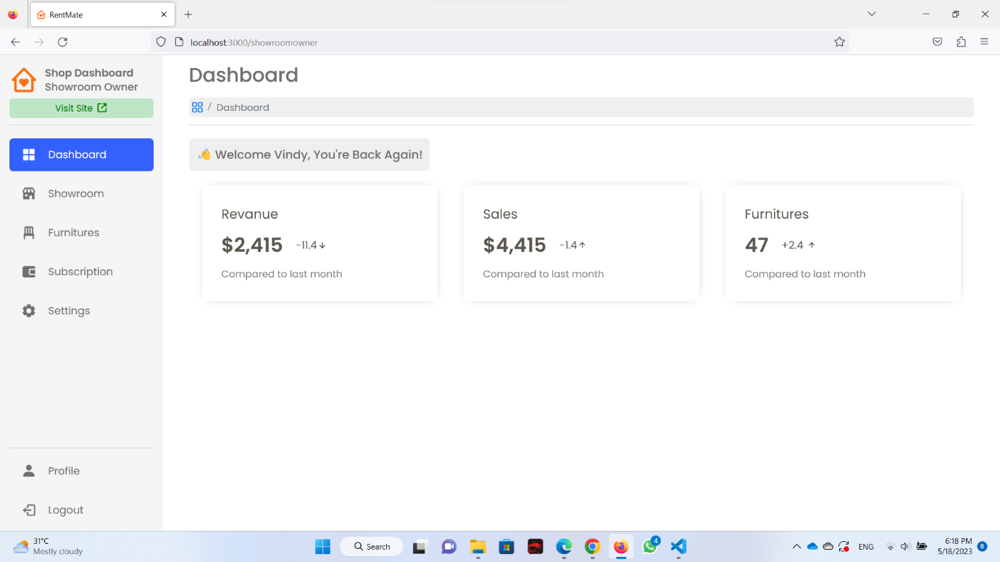 RentMate
localhost:3000/showroomowner
Shop Dashboard
Showroom Owner
Visit Site
Dashboard
Showroom
Furnitures
Subscription
Settings
Profile
Logout
Dashboard
/ Dashboard
👋 Welcome Vindy, You're Back Again!
Revanue
$2,415 -11.4↓
Compared to last month
Sales
$4,415 -1.4↑
Compared to last month
Furnitures
47 +2.4 ↑
Compared to last month
31°C
Mostly cloudy
Search
4
ENG
6:18 PM
5/18/2023
8